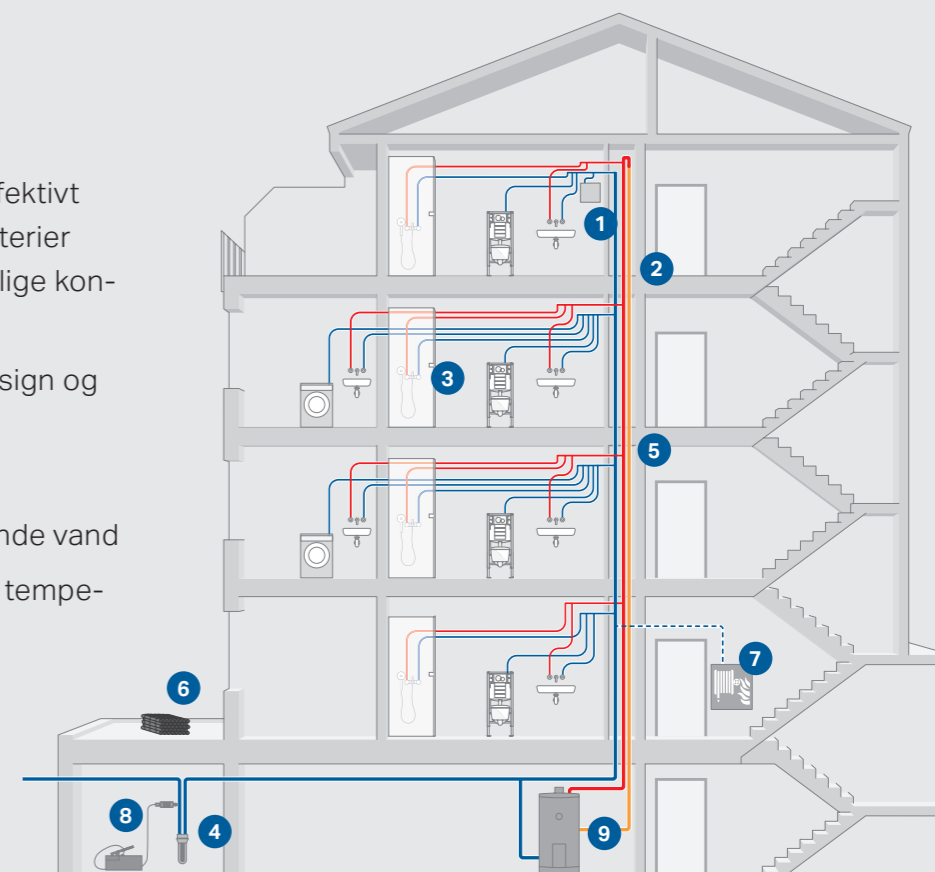 fektivt
terier
lige kon-
sign og
nde vand
tempe-
1
2
3
5
7
6
8
4
9